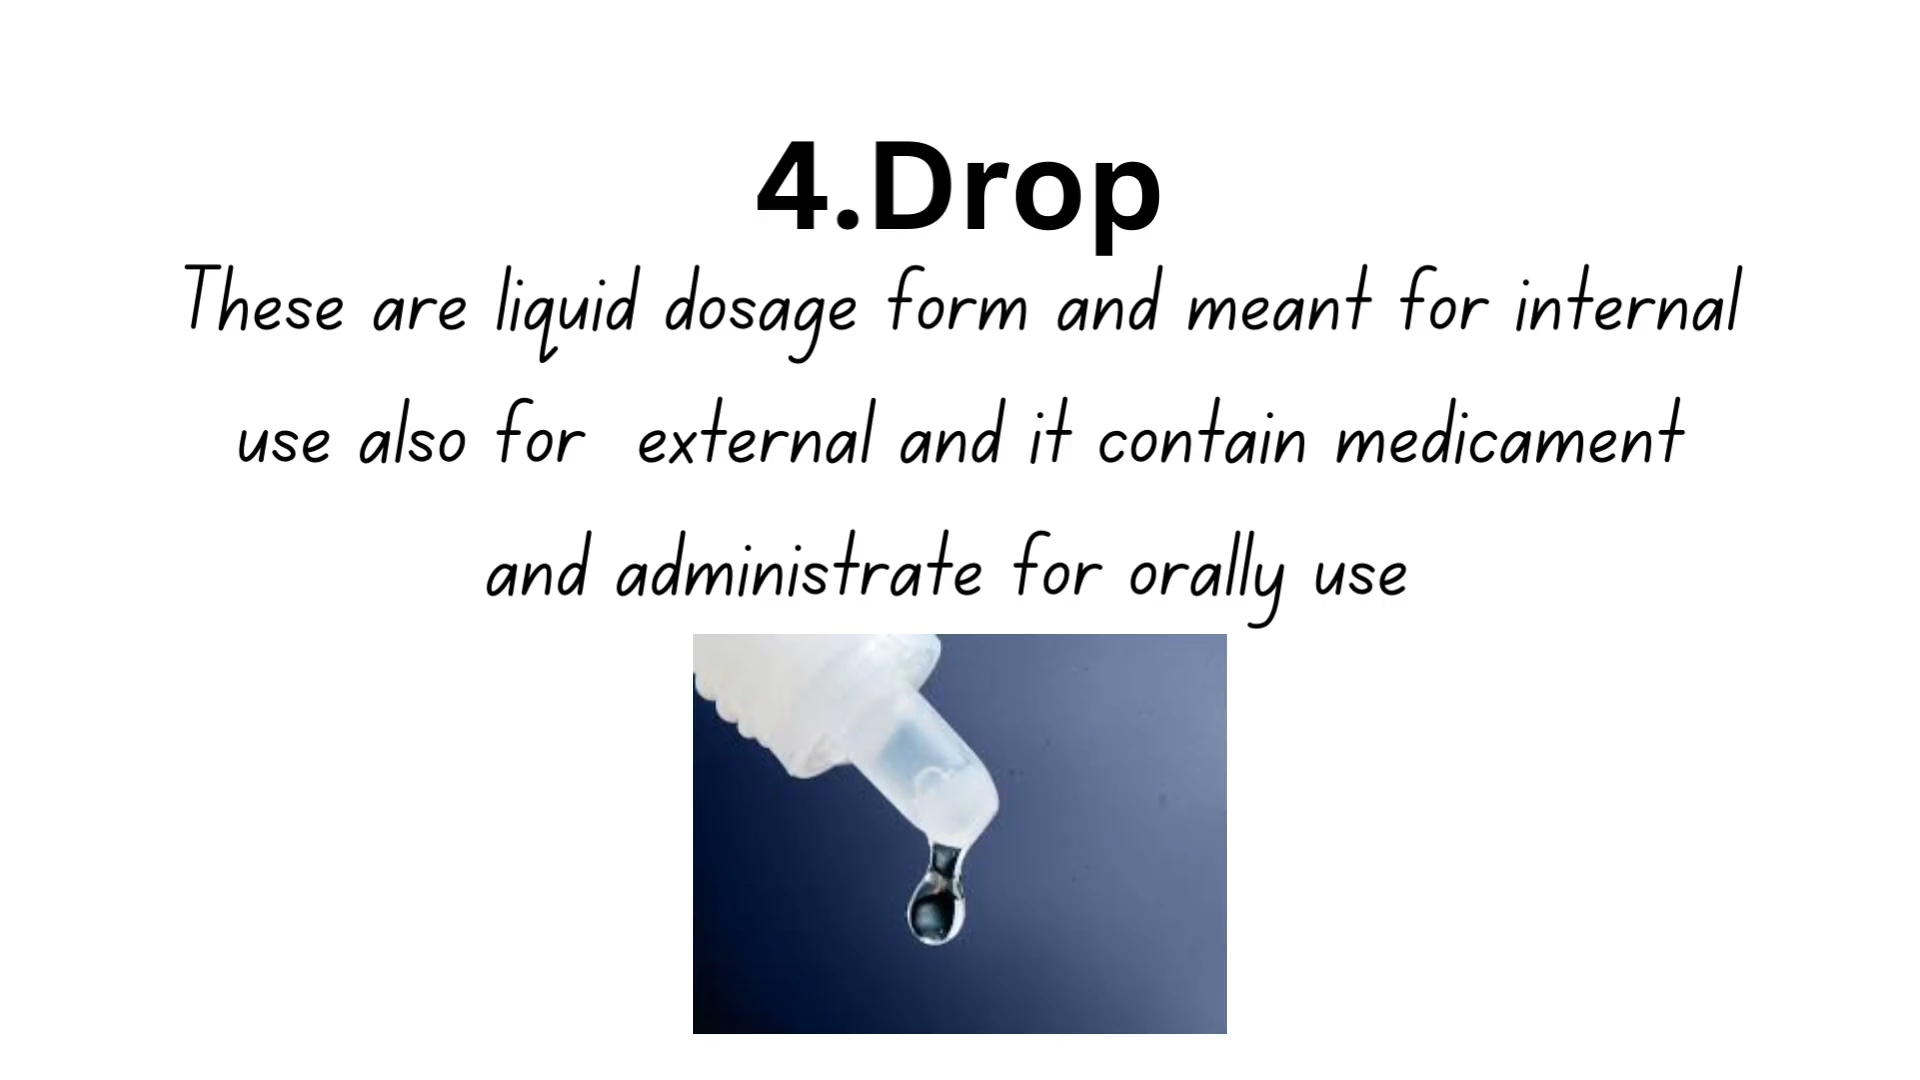 4.Drop
These are liquid dosage form and meant for internal
use also for  external and it contain medicament
and administrate for orally use